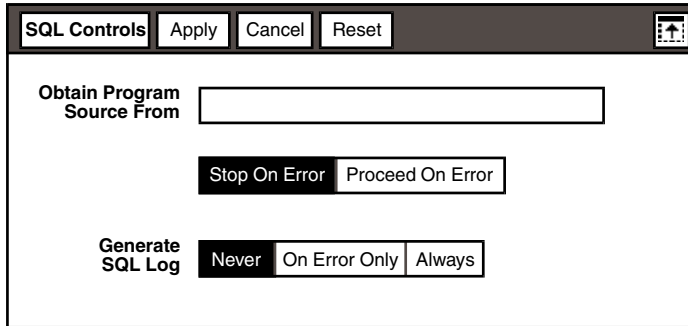 SQL Controls Apply Cancel Reset
Obtain Program
Source From
Stop On Error Proceed On Error
Generate
SQL Log
Never On Error Only Always